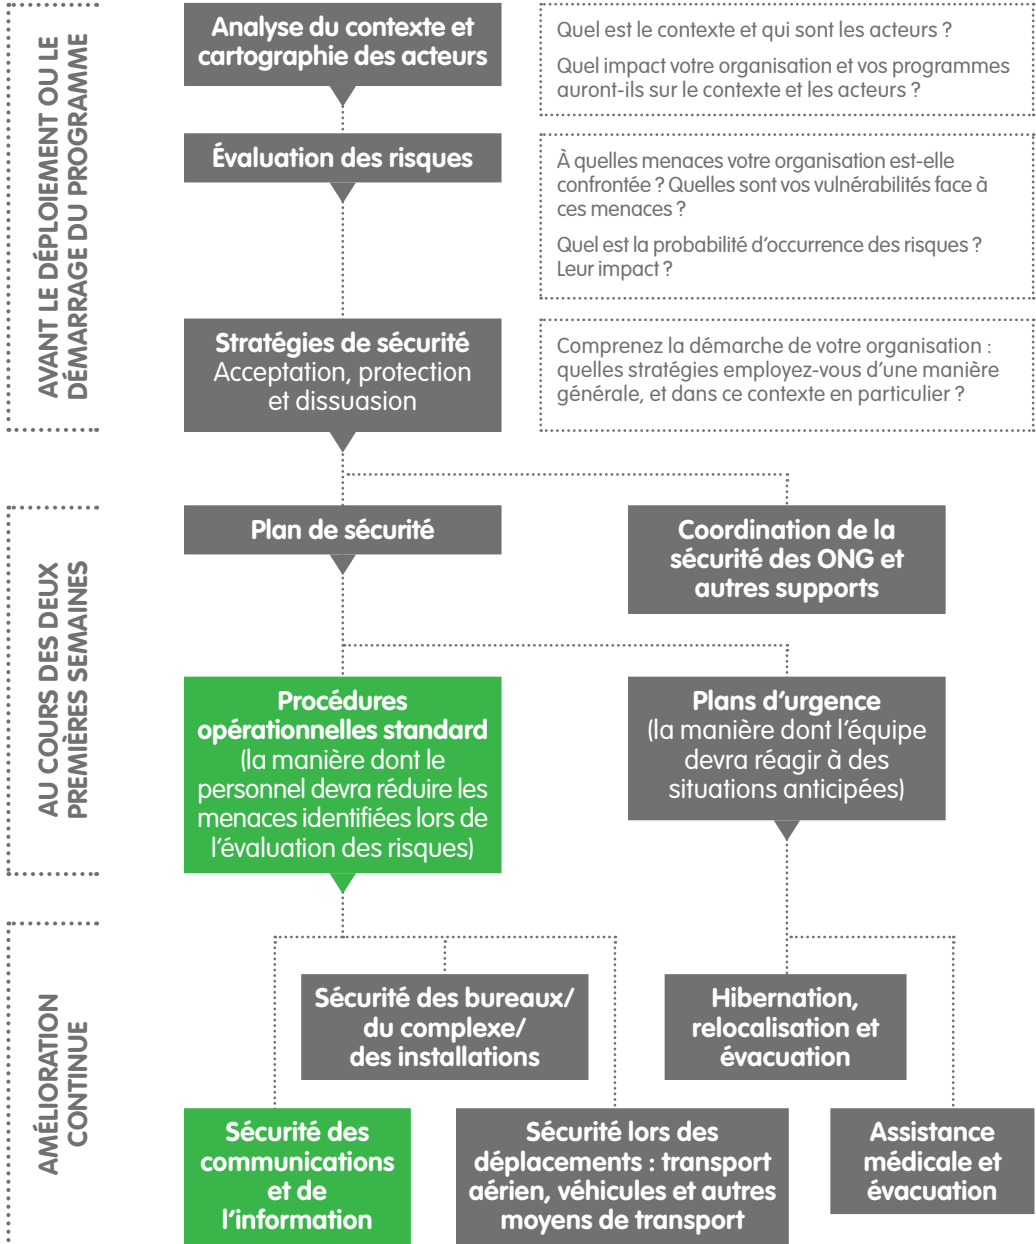 AVANT LE DÉPLOIEMENT OU LE
DÉMARRAGE DU PROGRAMME
Analyse du contexte et
cartographie des acteurs
Quel est le contexte et qui sont les acteurs ?
Quel impact votre organisation et vos programmes
auront-ils sur le contexte et les acteurs ?
Évaluation des risques
À quelles menaces votre organisation est-elle
confrontée ? Quelles sont vos vulnérabilités face à
ces menaces ?
Quel est la probabilité d’occurrence des risques ?
Leur impact ?
Stratégies de sécurité
Acceptation, protection
et dissuasion
Comprenez la démarche de votre organisation :
quelles stratégies employez-vous d’une manière
générale, et dans ce contexte en particulier ?
AU COURS DES DEUX
PREMIÈRES SEMAINES
Plan de sécurité
Coordination de la
sécurité des ONG et
autres supports
Procédures
opérationnelles standard
(la manière dont le
personnel devra réduire les
menaces identifiées lors de
l’évaluation des risques)
Plans d’urgence
(la manière dont l’équipe
devra réagir à des
situations anticipées)
AMÉLIORATION
CONTINUE
Sécurité des bureaux/
du complexe/
des installations
Hibernation,
relocalisation et
évacuation
Sécurité des
communications
et de
l’information
Sécurité lors des
déplacements : transport
aérien, véhicules et autres
moyens de transport
Assistance
médicale et
évacuation